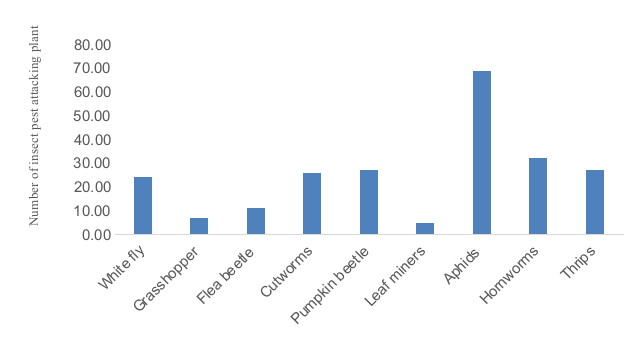 Number of insect pest attacking plant
80.00
70.00
60.00
50.00
40.00
30.00
20.00
10.00
0.00
White fly
Grasshopper
Flea beetle
Cutworms
Pumpkin beetle
Leaf miners
Aphids
Hornworms
Thrips